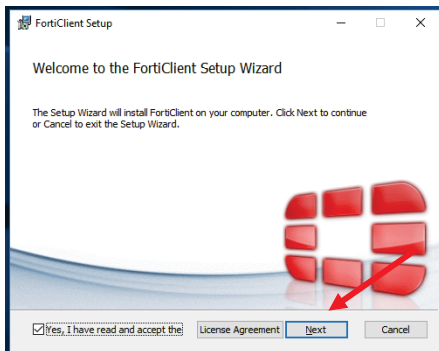 FortiClient Setup
Welcome to the FortiClient Setup Wizard
The Setup Wizard will install FortiClient on your computer. Click Next to continue
or Cancel to exit the Setup Wizard.
Yes, I have read and accept the License Agreement Next Cancel